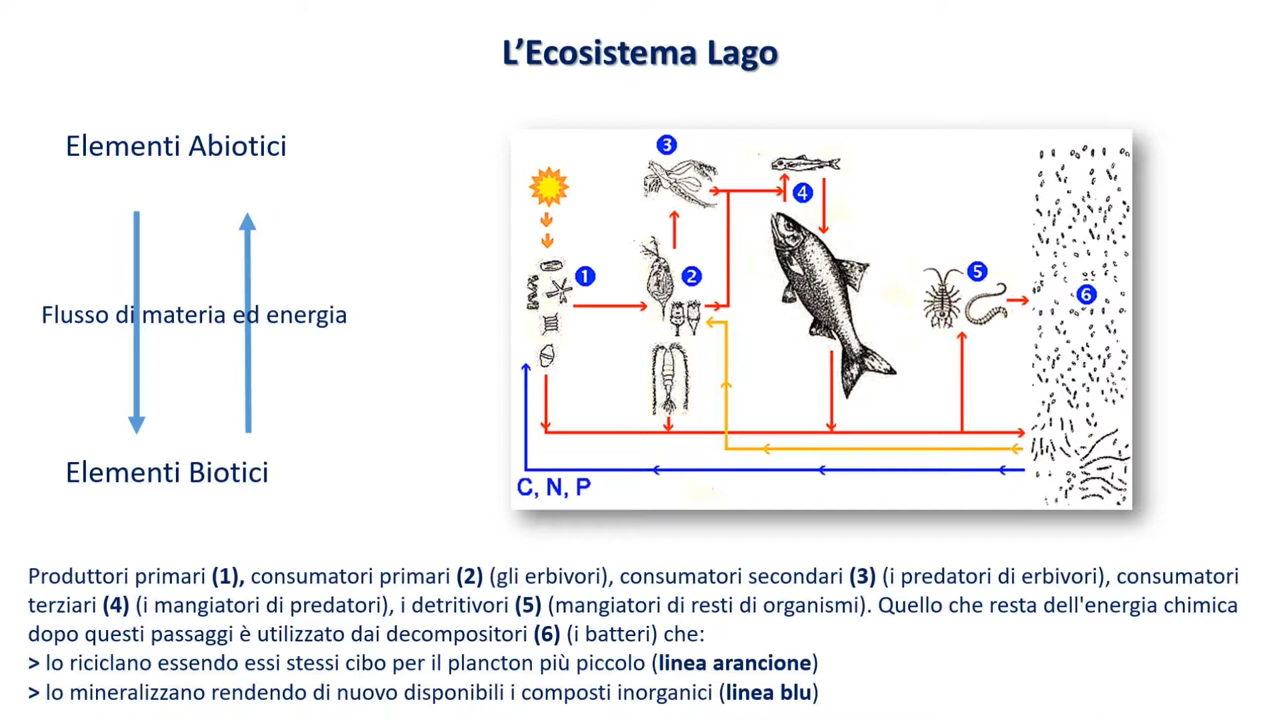 L'Ecosistema Lago
Elementi Abiotici
Flusso di materia ed energia
Elementi Biotici
3
4
1
2
5
6
C, N, P
Produttori primari (1), consumatori primari (2) (gli erbivori), consumatori secondari (3) (i predatori di erbivori), consumatori
terziari (4) (i mangiatori di predatori), i detritivori (5) (mangiatori di resti di organismi). Quello che resta dell'energia chimica
dopo questi passaggi è utilizzato dai decompositori (6) (i batteri) che:
> lo riciclano essendo essi stessi cibo per il plancton più piccolo (linea arancione)
> lo mineralizzano rendendo di nuovo disponibili i composti inorganici (linea blu)